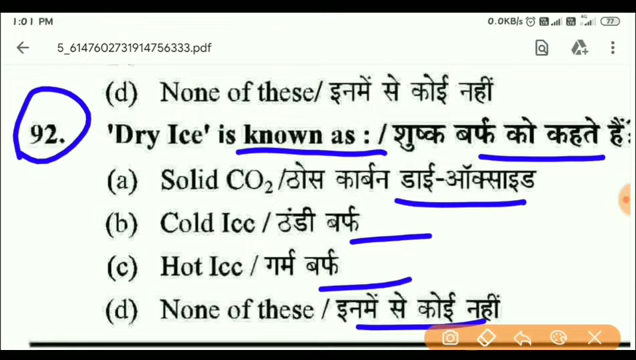 1:01 PM 0.0KB/s 77
5_6147602731914756333.pdf
(d) None of these/ इनमें से कोई नहीं
92. 'Dry Ice' is known as : / शुष्क बर्फ को कहते हैं:
(a) Solid CO₂ /ठोस कार्बन डाई-ऑक्साइड
(b) Cold Icc / ठंडी बर्फ
(c) Hot Icc / गर्म बर्फ
(d) None of these / इनमें से कोई नहीं